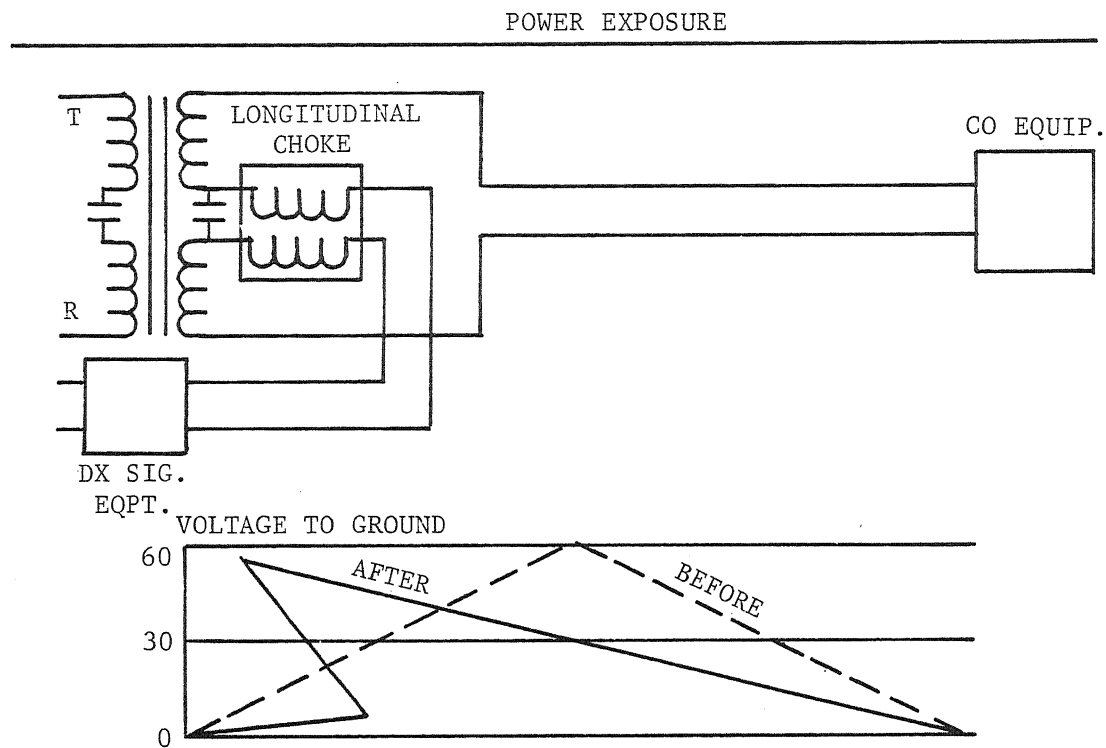 POWER EXPOSURE
T
LONGITUDINAL
CHOKE
CO EQUIP.
R
DX SIG.
EQPT.
VOLTAGE TO GROUND
60
AFTER
BEFORE
30
0